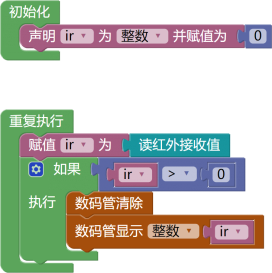 初始化
声明 ir 为 整数 并赋值为 0
重复执行
赋值 ir 为 读红外接收值
如果 ir > 0
执行 数码管清除
数码管显示 整数 ir